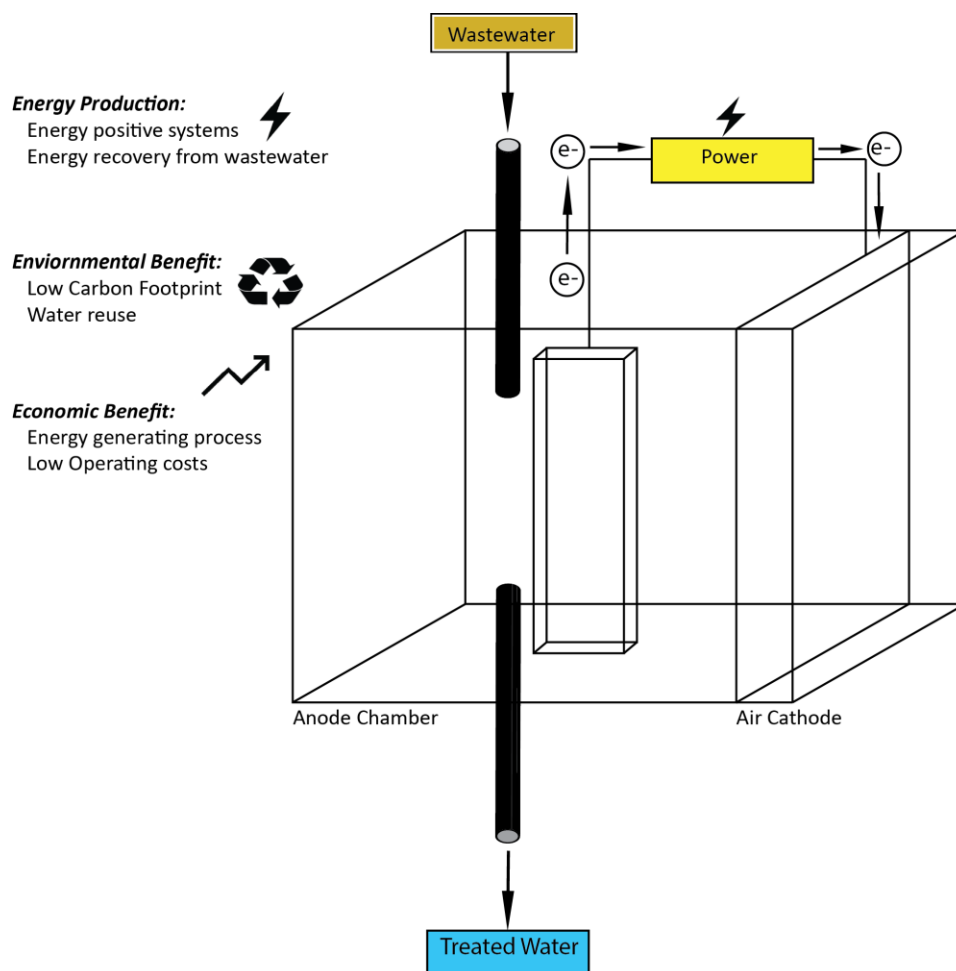 Wastewater
Energy Production:
Energy positive systems
Energy recovery from wastewater
e-
Power
e-
e-
Enviornmental Benefit:
Low Carbon Footprint
Water reuse
Economic Benefit:
Energy generating process
Low Operating costs
Anode Chamber
Air Cathode
Treated Water